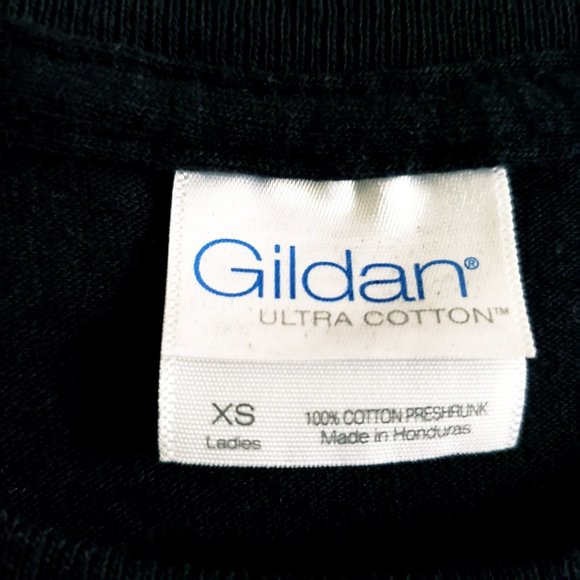 Gildan®
ULTRA COTTON™
XS
Ladies
100% COTTON PRESHRUNK
Made in Honduras